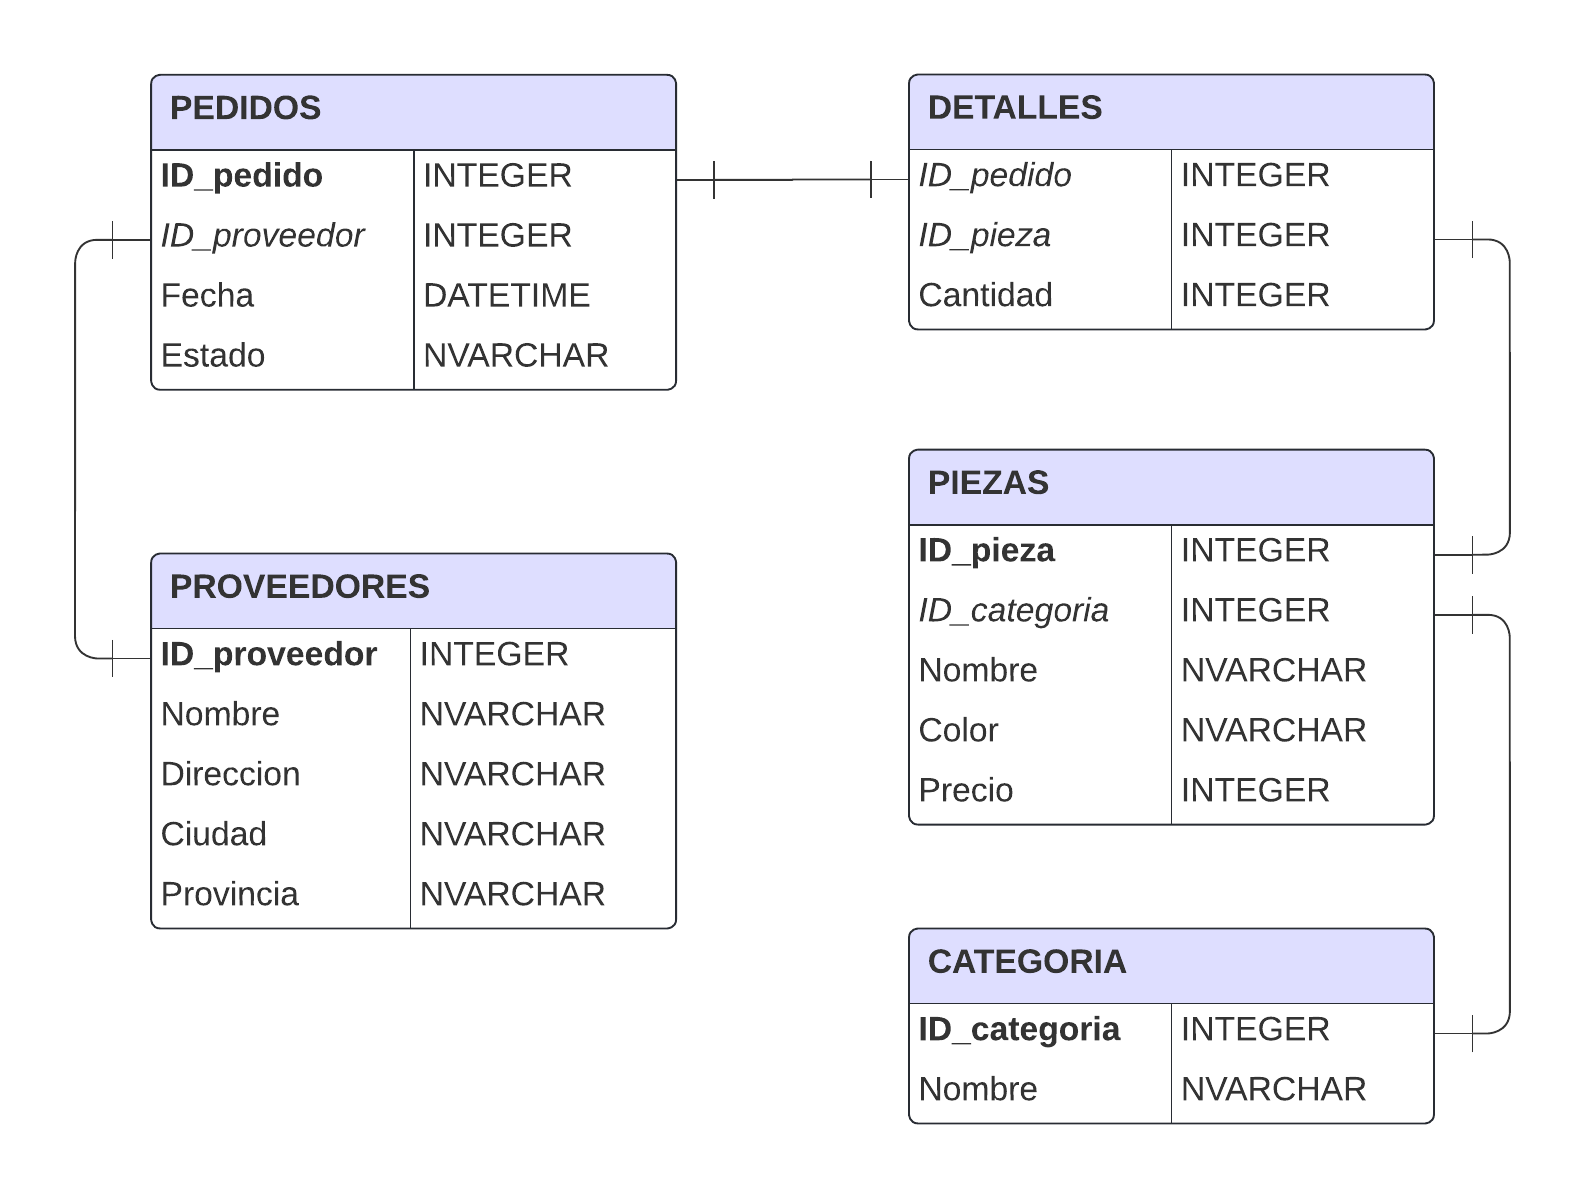 PEDIDOS
ID_pedido INTEGER
ID_proveedor INTEGER
Fecha DATETIME
Estado NVARCHAR
DETALLES
ID_pedido INTEGER
ID_pieza INTEGER
Cantidad INTEGER
PROVEEDORES
ID_proveedor INTEGER
Nombre NVARCHAR
Direccion NVARCHAR
Ciudad NVARCHAR
Provincia NVARCHAR
PIEZAS
ID_pieza INTEGER
ID_categoria INTEGER
Nombre NVARCHAR
Color NVARCHAR
Precio INTEGER
CATEGORIA
ID_categoria INTEGER
Nombre NVARCHAR